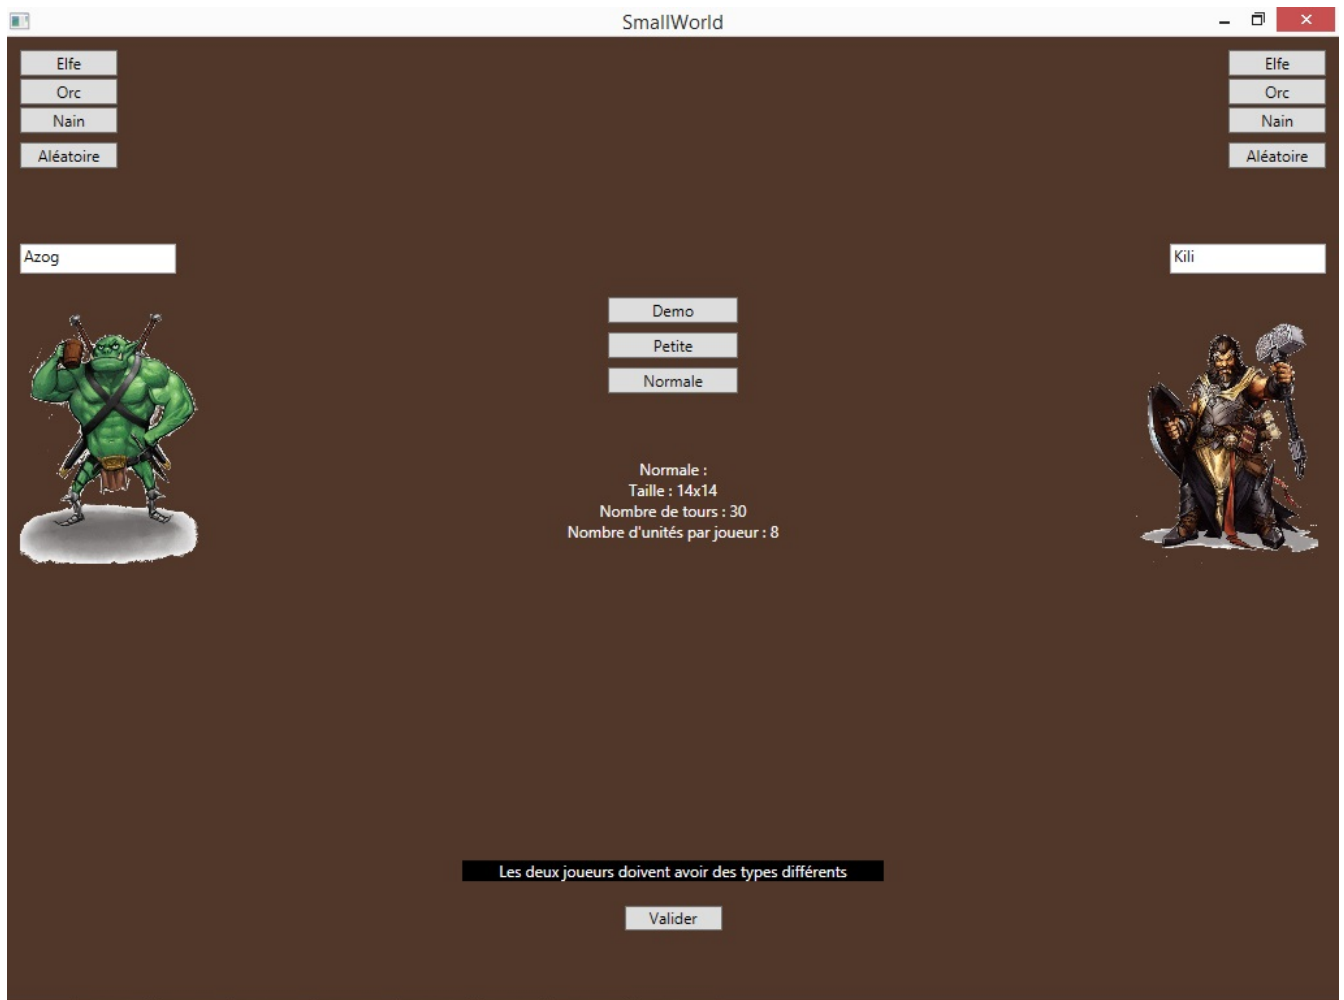 SmallWorld
Elfe
Orc
Nain
Aléatoire
Elfe
Orc
Nain
Aléatoire
Azog
Kili
Demo
Petite
Normale
Normale :
Taille : 14x14
Nombre de tours : 30
Nombre d'unités par joueur : 8
Les deux joueurs doivent avoir des types différents
Valider